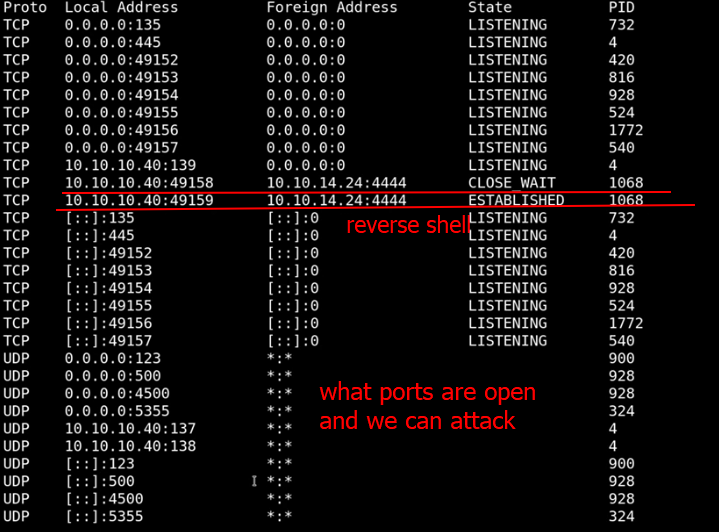 Proto Local Address Foreign Address State PID
TCP 0.0.0.0:135 0.0.0.0:0 LISTENING 732
TCP 0.0.0.0:445 0.0.0.0:0 LISTENING 4
TCP 0.0.0.0:49152 0.0.0.0:0 LISTENING 420
TCP 0.0.0.0:49153 0.0.0.0:0 LISTENING 816
TCP 0.0.0.0:49154 0.0.0.0:0 LISTENING 928
TCP 0.0.0.0:49155 0.0.0.0:0 LISTENING 524
TCP 0.0.0.0:49156 0.0.0.0:0 LISTENING 1772
TCP 0.0.0.0:49157 0.0.0.0:0 LISTENING 540
TCP 10.10.10.40:139 0.0.0.0:0 LISTENING 4
TCP 10.10.10.40:49158 10.10.14.24:4444 CLOSE_WAIT 1068
TCP 10.10.10.40:49159 10.10.14.24:4444 ESTABLISHED 1068
TCP [::]:135 [::]:0 LISTENING 732
reverse shell
TCP [::]:445 [::]:0 LISTENING 4
TCP [::]:49152 [::]:0 LISTENING 420
TCP [::]:49153 [::]:0 LISTENING 816
TCP [::]:49154 [::]:0 LISTENING 928
TCP [::]:49155 [::]:0 LISTENING 524
TCP [::]:49156 [::]:0 LISTENING 1772
TCP [::]:49157 [::]:0 LISTENING 540
UDP 0.0.0.0:123 *:* 900
UDP 0.0.0.0:500 *:* 928
UDP 0.0.0.0:4500 *:* 928
what ports are open
UDP 0.0.0.0:5355 *:* 324
and we can attack
UDP 10.10.10.40:137 *:* 4
UDP 10.10.10.40:138 *:* 4
UDP [::]:123 *:* 900
UDP [::]:500 *:* 928
UDP [::]:4500 *:* 928
UDP [::]:5355 *:* 324